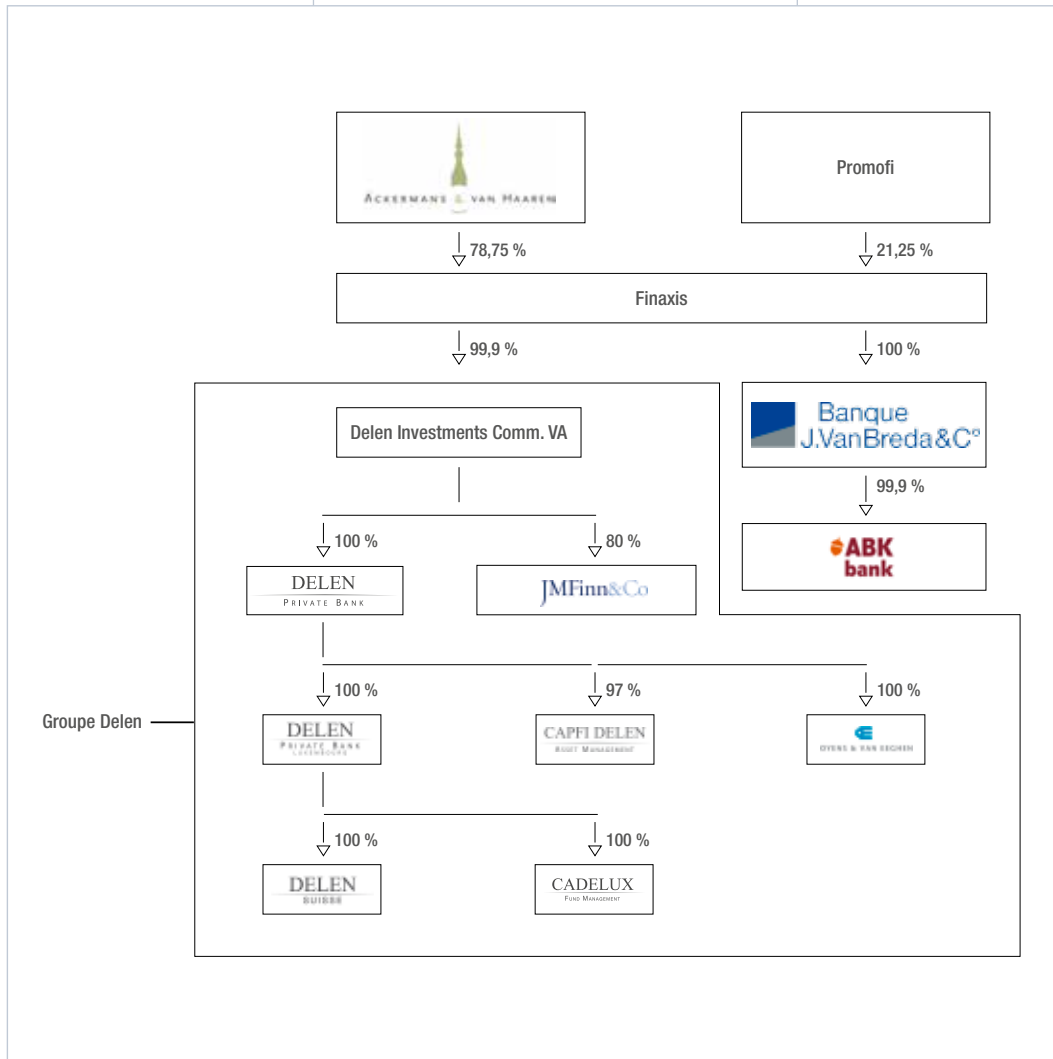 ACKERMANS & VAN HAAREN
Promofi
78,75 %
21,25 %
Finaxis
99,9 %
100 %
Delen Investments Comm. VA
Banque
J.VanBreda&C°
99,9 %
100 %
80 %
ABK
bank
DELEN
PRIVATE BANK
JMFinn&Co
100 %
97 %
100 %
Groupe Delen
DELEN
PRIVATE BANK
LUXEMBOURG
CAPFI DELEN
ASSET MANAGEMENT
OYENS & VAN EEGHEN
100 %
100 %
DELEN
SUISSE
CADELUX
FUND MANAGEMENT